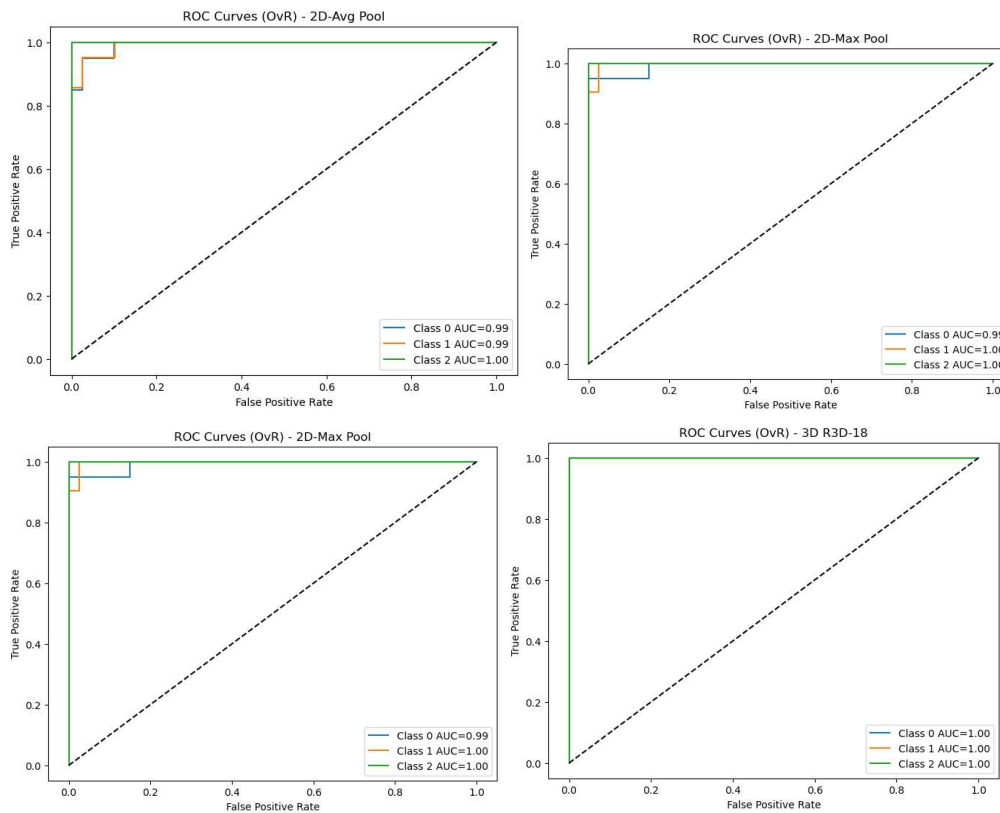 ROC Curves (OvR) - 2D-Avg Pool
True Positive Rate
1.0
0.8
0.6
0.4
0.2
0.0
Class 0 AUC=0.99
Class 1 AUC=0.99
Class 2 AUC=1.00
0.0 0.2 0.4 0.6 0.8 1.0
False Positive Rate
ROC Curves (OvR) - 2D-Max Pool
True Positive Rate
1.0
0.8
0.6
0.4
0.2
0.0
Class 0 AUC=0.99
Class 1 AUC=1.00
Class 2 AUC=1.00
0.0 0.2 0.4 0.6 0.8 1.0
False Positive Rate
ROC Curves (OvR) - 2D-Max Pool
True Positive Rate
1.0
0.8
0.6
0.4
0.2
0.0
Class 0 AUC=0.99
Class 1 AUC=1.00
Class 2 AUC=1.00
0.0 0.2 0.4 0.6 0.8 1.0
False Positive Rate
ROC Curves (OvR) - 3D R3D-18
True Positive Rate
1.0
0.8
0.6
0.4
0.2
0.0
Class 0 AUC=1.00
Class 1 AUC=1.00
Class 2 AUC=1.00
0.0 0.2 0.4 0.6 0.8 1.0
False Positive Rate